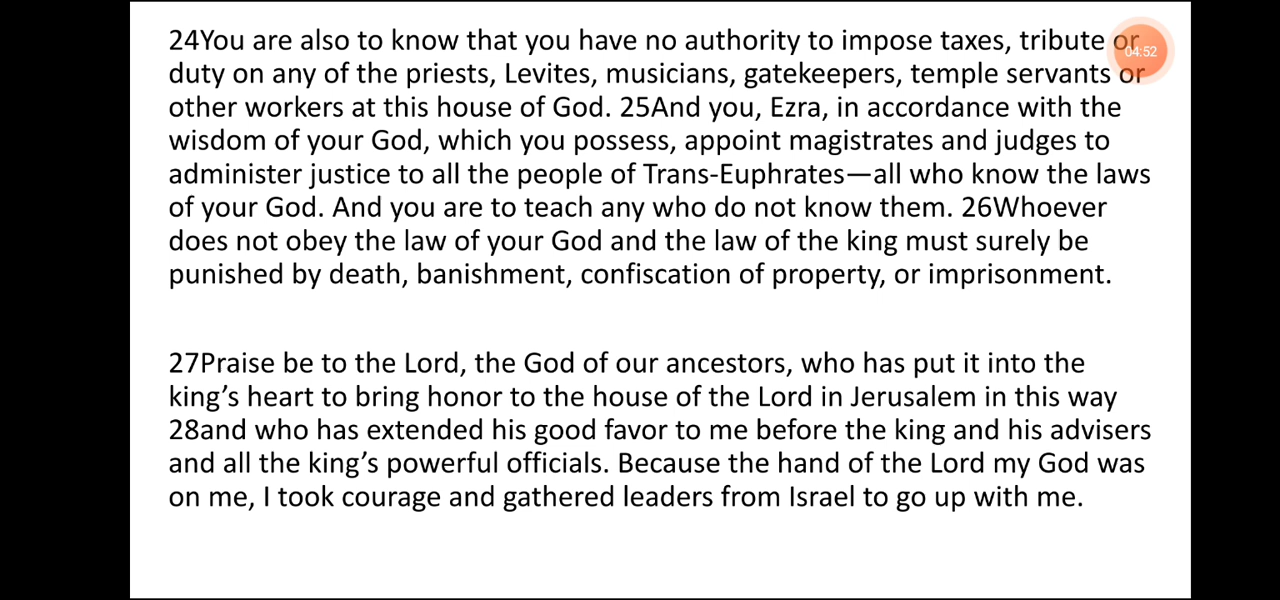 24You are also to know that you have no authority to impose taxes, tribute or
04:52
duty on any of the priests, Levites, musicians, gatekeepers, temple servants or
other workers at this house of God. 25And you, Ezra, in accordance with the
wisdom of your God, which you possess, appoint magistrates and judges to
administer justice to all the people of Trans-Euphrates—all who know the laws
of your God. And you are to teach any who do not know them. 26Whoever
does not obey the law of your God and the law of the king must surely be
punished by death, banishment, confiscation of property, or imprisonment.
27Praise be to the Lord, the God of our ancestors, who has put it into the
king’s heart to bring honor to the house of the Lord in Jerusalem in this way
28and who has extended his good favor to me before the king and his advisers
and all the king’s powerful officials. Because the hand of the Lord my God was
on me, I took courage and gathered leaders from Israel to go up with me.